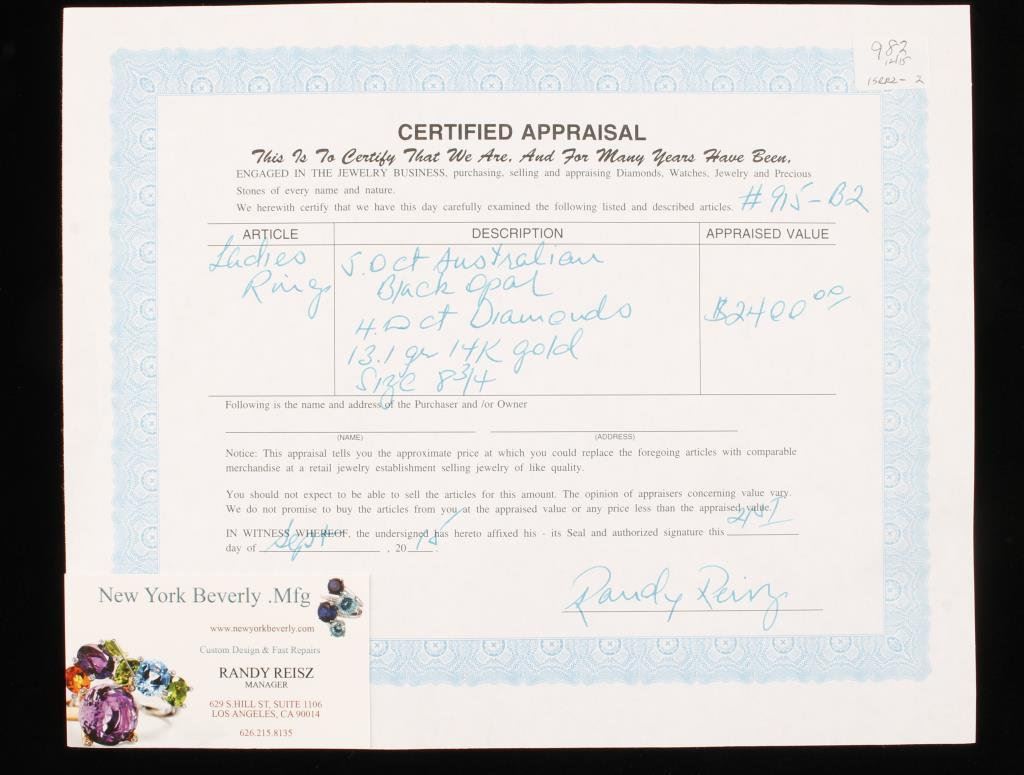 982
12/15
CERTIFIED APPRAISAL
This Is To Certify That We Are, And For Many Years Have Been,
ENGAGED IN THE JEWELRY BUSINESS, purchasing, selling and appraising Diamonds, Watches, Jewelry and Precious
Stones of every name and nature.
We herewith certify that we have this day carefully examined the following listed and described articles. #915-B2
ARTICLE DESCRIPTION APPRAISED VALUE
Ladies 5.0ct Australian
Ring Black Opal
4.0ct Diamonds $2400.00
13.1 gr 14K gold
Size 8 3/4
Following is the name and address of the Purchaser and /or Owner
(NAME) (ADDRESS)
Notice: This appraisal tells you the approximate price at which you could replace the foregoing articles with comparable
merchandise at a retail jewelry establishment selling jewelry of like quality.
You should not expect to be able to sell the articles for this amount. The opinion of appraisers concerning value vary.
We do not promise to buy the articles from you at the appraised value or any price less than the appraised value.
IN WITNESS WHEREOF, the undersigned has hereto affixed his - its Seal and authorized signature this
day of Sept , 20 15
Randy Reisz
New York Beverly .Mfg
www.newyorkbeverly.com
Custom Design & Fast Repairs
RANDY REISZ
MANAGER
629 S.HILL ST, SUITE 1106
LOS ANGELES, CA 90014
626.215.8135